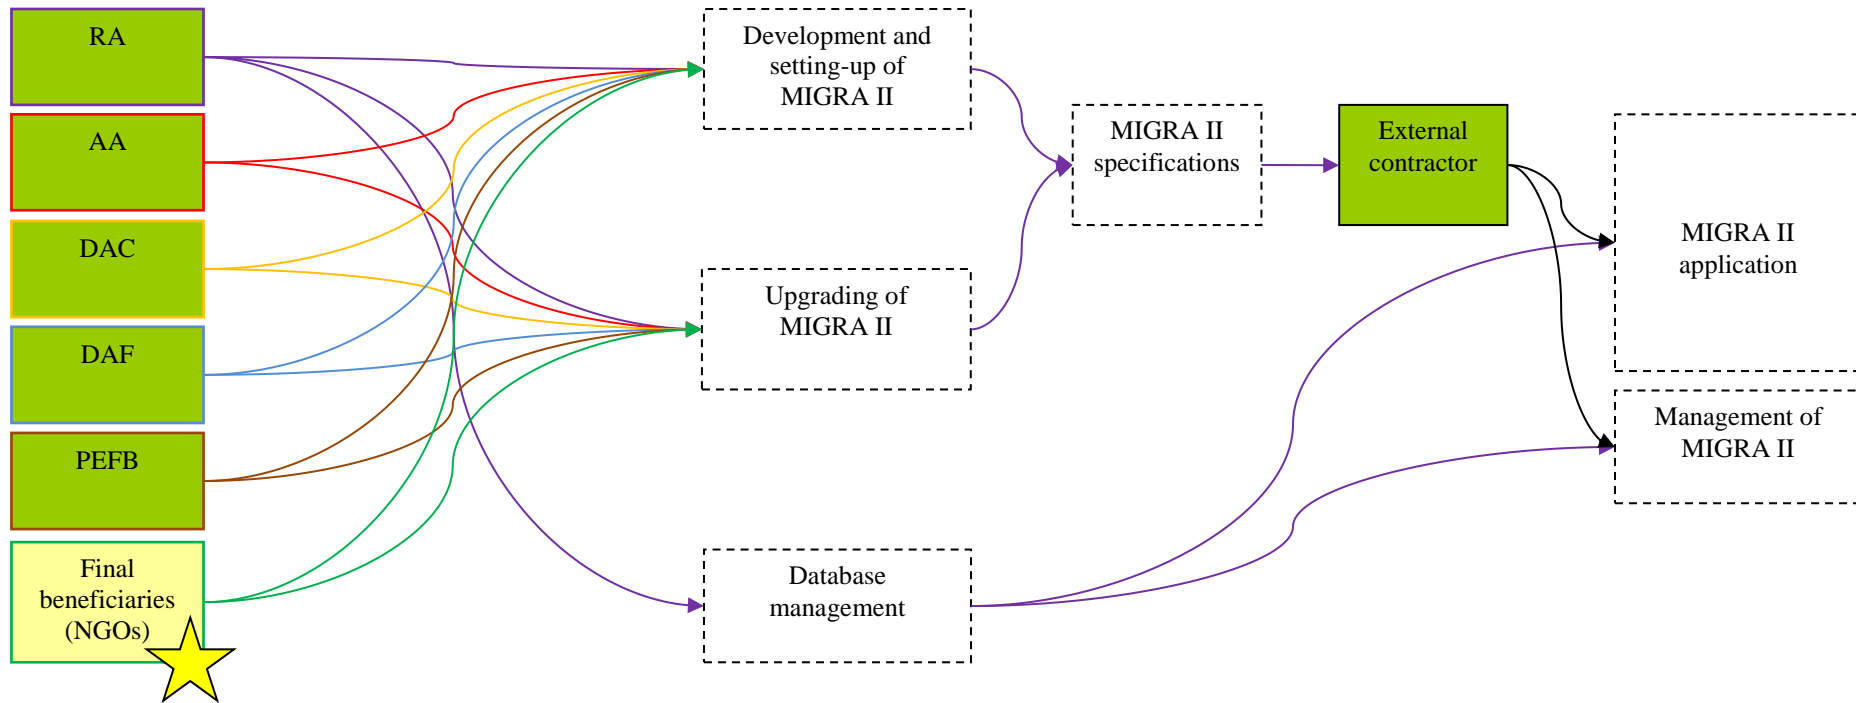 RA
AA
DAC
DAF
PEFB
Final
beneficiaries
(NGOs)
Development and
setting-up of
MIGRA II
Upgrading of
MIGRA II
Database
management
MIGRA II
specifications
External
contractor
MIGRA II
application
Management of
MIGRA II